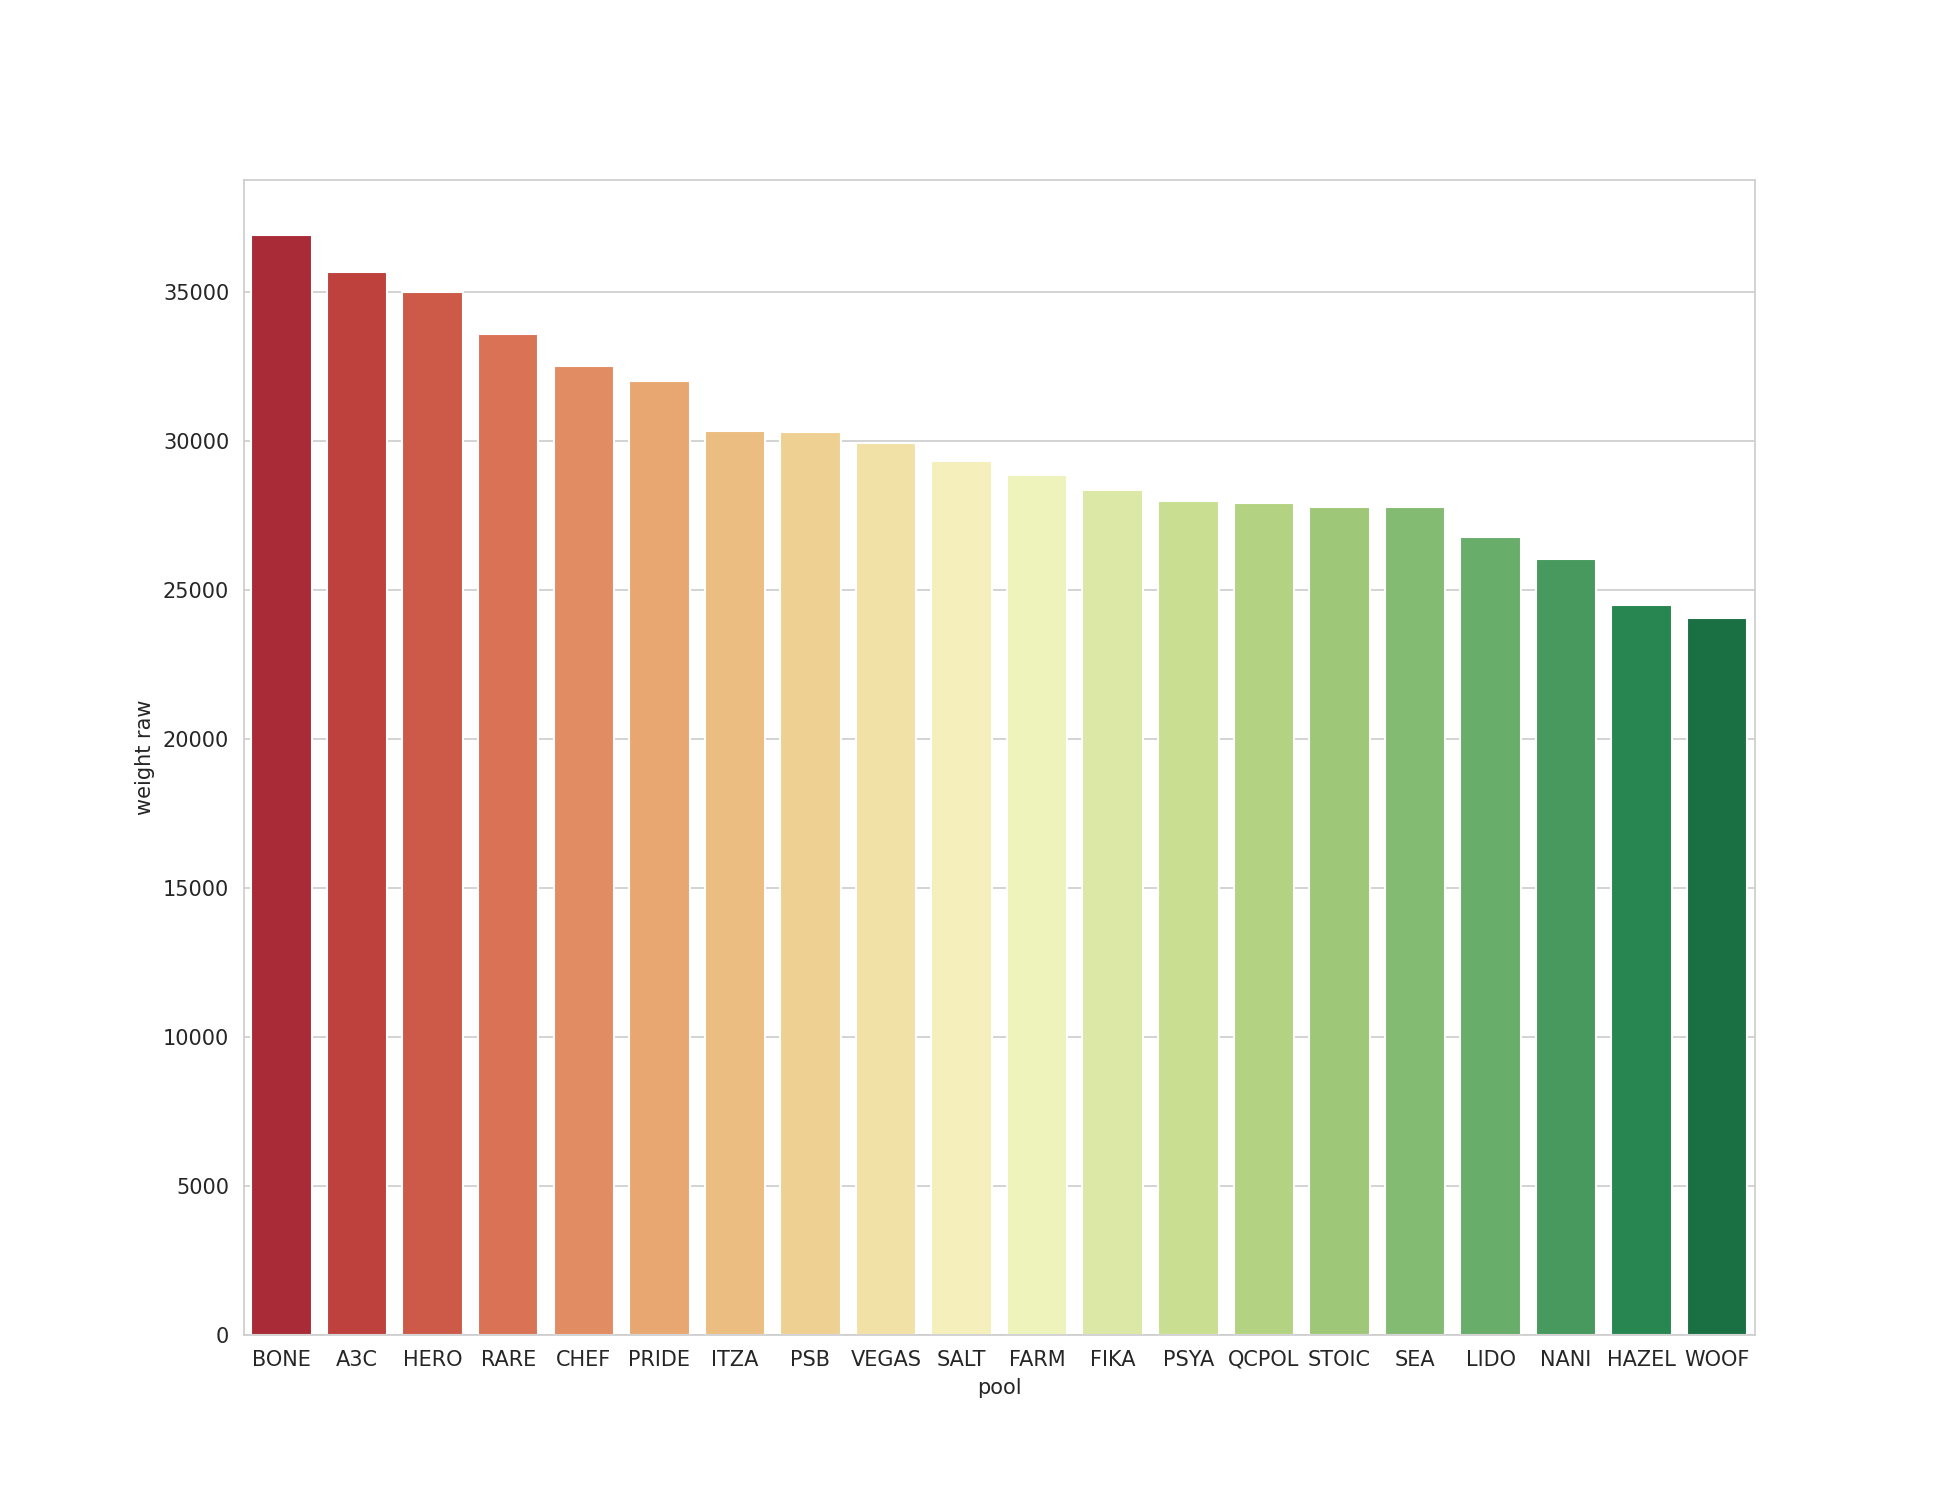 35000
30000
25000
20000
15000
10000
5000
0
weight raw
BONE A3C HERO RARE CHEF PRIDE ITZA PSB VEGAS SALT FARM FIKA PSYA QCPOL STOIC SEA LIDO NANI HAZEL WOOF
pool